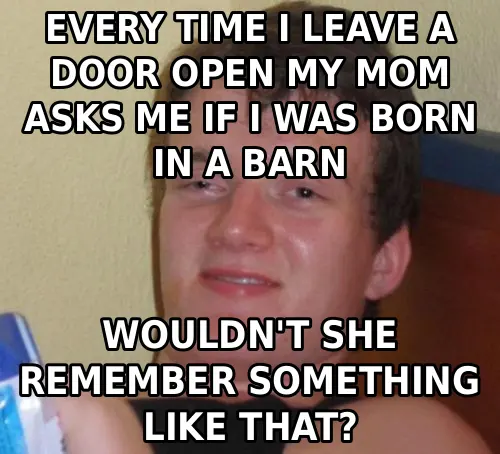 EVERY TIME I LEAVE A
DOOR OPEN MY MOM
ASKS ME IF I WAS BORN
IN A BARN
WOULDN'T SHE
REMEMBER SOMETHING
LIKE THAT?